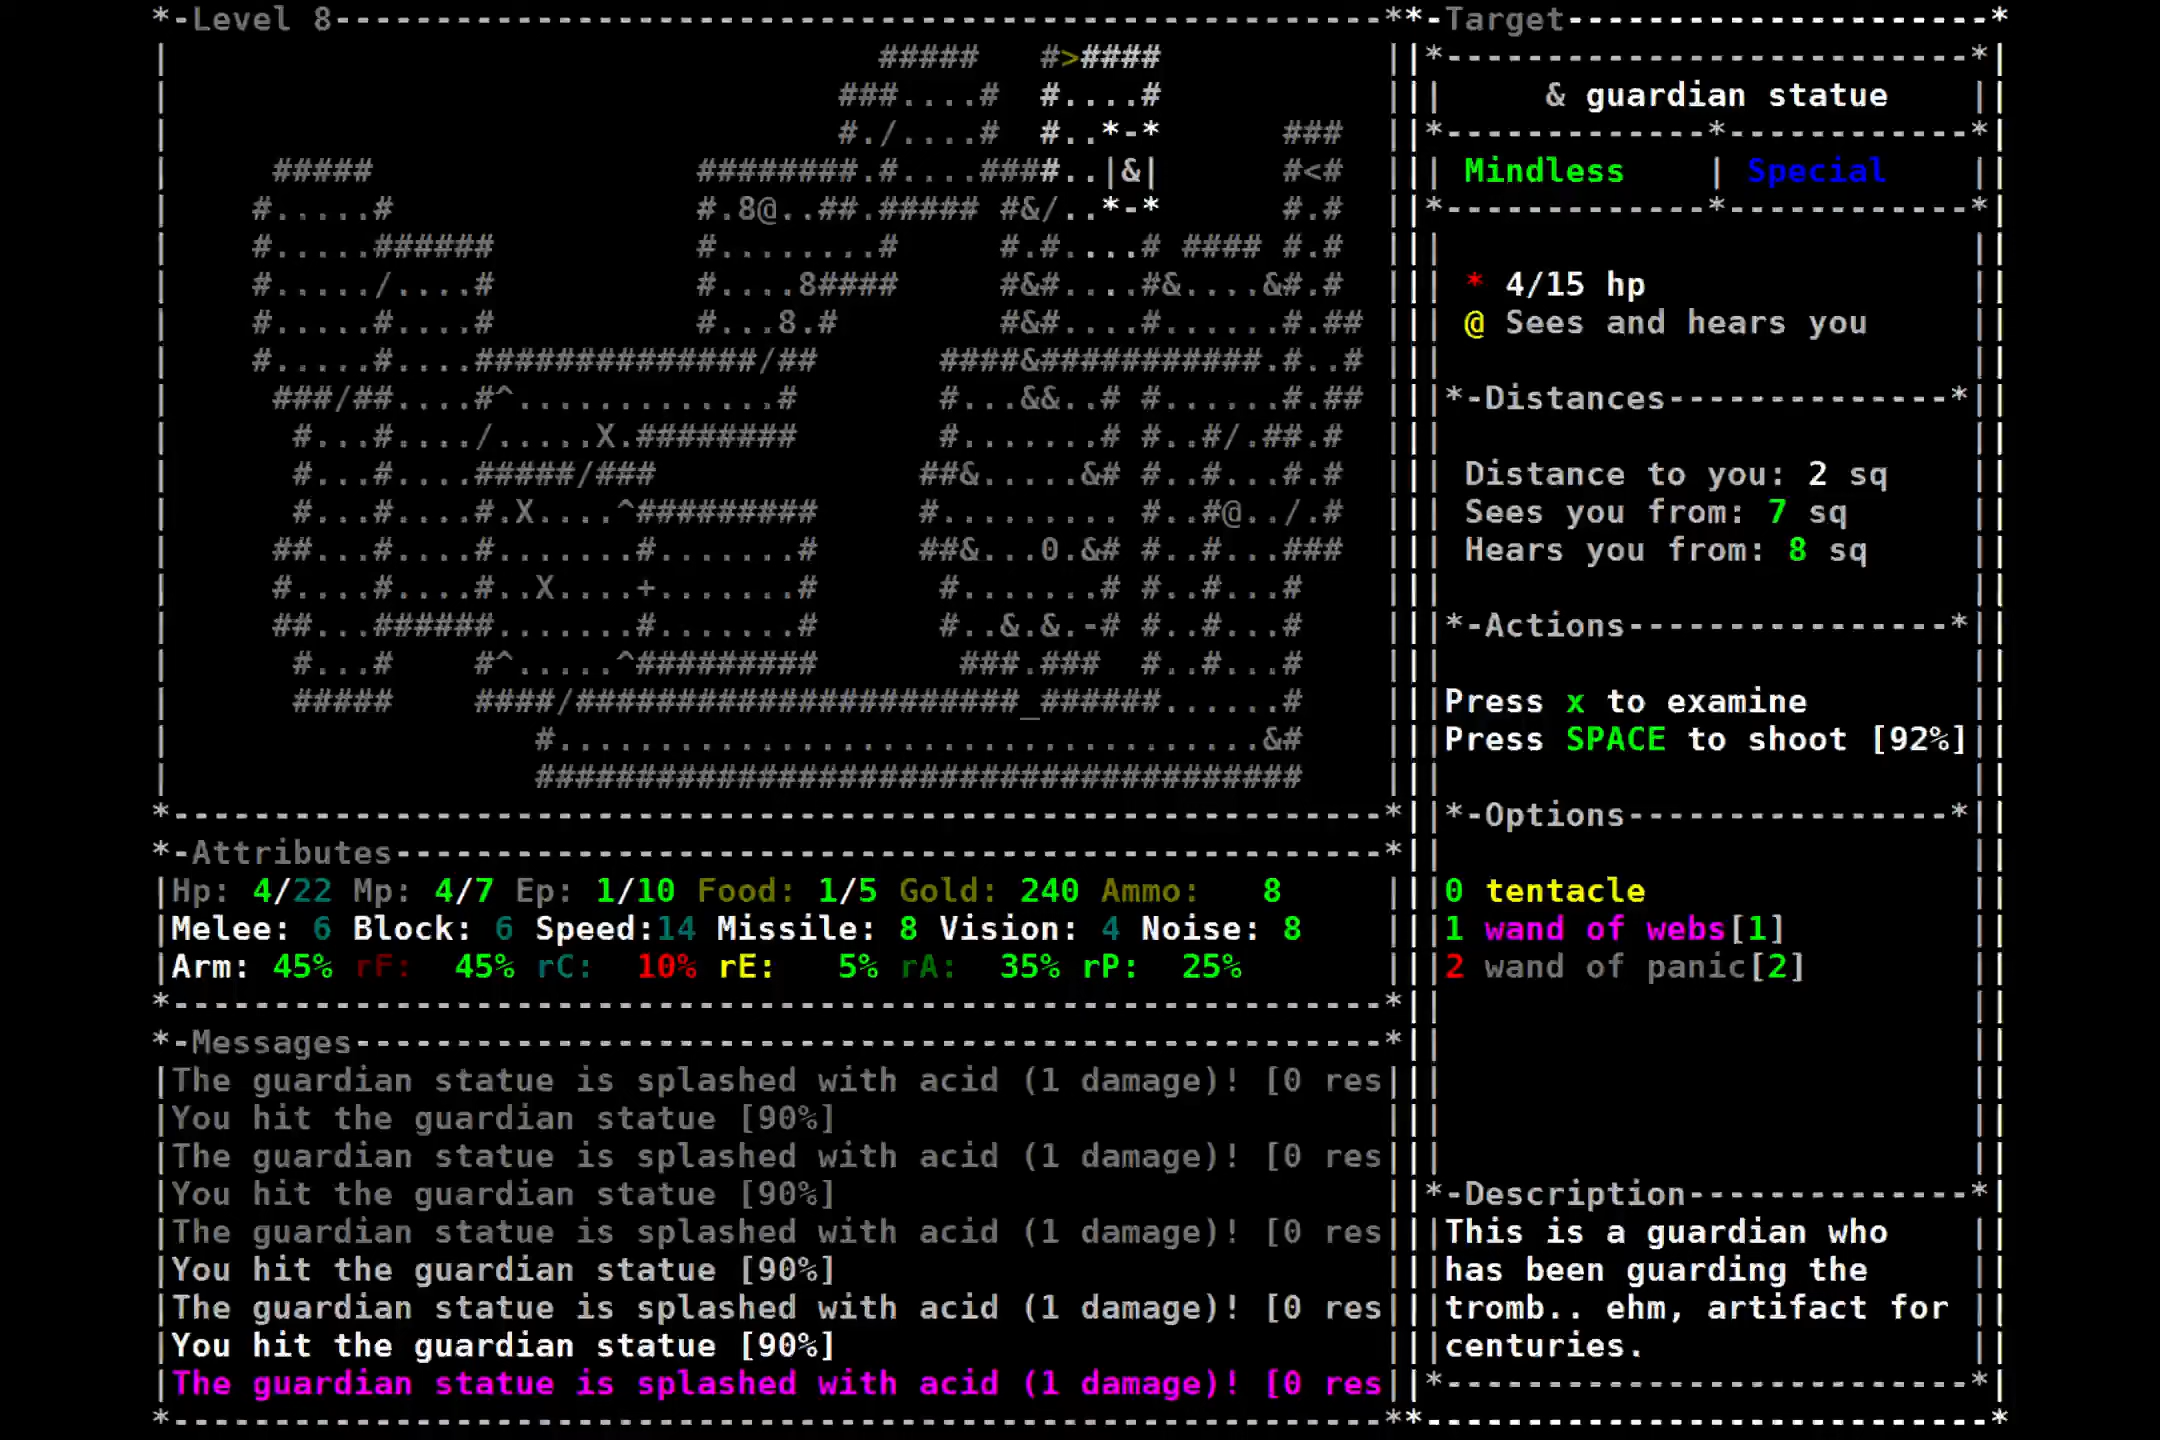 *-Level 8----------------------------------------------------*
#####   #>####
###....#  #....#
#./....#  #..*-*      ###
#####                ########.#....####..|&|      #<#
#.....#               #.8@..##.##### #&/..*-*      #.#
#.....######          #........#     #.#....# #### #.#
#...../....#          #....8####     #&#....#&....&#.#
#.....#....#          #...8.#        #&#....#......#.##
#.....#....##############/##      ####&###########.#..#
###/##....#^.............#       #...&&..# #......#.##
#...#..../.....X.########       #.......# #..#/.##.#
#...#....#####/###             ##&.....&# #..#...#.#
#...#....#.X....^#########     #......... #..#@../.#
##...#....#.......#.......#     ##&...0.&# #..#...###
#....#....#..X....+.......#      #.......# #..#...#
##...######.......#.......#      #..&.&.-# #..#...#
#...#    #^.....^#########       ###.### #..#...#
#####    ####/######################_######......#
#...................................&#
######################################
*-Attributes-------------------------------------------------*
Hp: 4/22 Mp: 4/7 Ep: 1/10 Food: 1/5 Gold: 240 Ammo:    8
Melee: 6 Block: 6 Speed:14 Missile: 8 Vision: 4 Noise: 8
Arm: 45% rF:  45% rC:  10% rE:   5% rA:  35% rP:  25%
*-Messages---------------------------------------------------*
The guardian statue is splashed with acid (1 damage)! [0 res
You hit the guardian statue [90%]
The guardian statue is splashed with acid (1 damage)! [0 res
You hit the guardian statue [90%]
The guardian statue is splashed with acid (1 damage)! [0 res
You hit the guardian statue [90%]
The guardian statue is splashed with acid (1 damage)! [0 res
You hit the guardian statue [90%]
The guardian statue is splashed with acid (1 damage)! [0 res
*-Target---------------------*
& guardian statue
Mindless    | Special
* 4/15 hp
@ Sees and hears you
*-Distances--------------*
Distance to you: 2 sq
Sees you from: 7 sq
Hears you from: 8 sq
*-Actions----------------*
Press x to examine
Press SPACE to shoot [92%]
*-Options----------------*
0 tentacle
1 wand of webs[1]
2 wand of panic[2]
*-Description--------------*
This is a guardian who
has been guarding the
tromb.. ehm, artifact for
centuries.